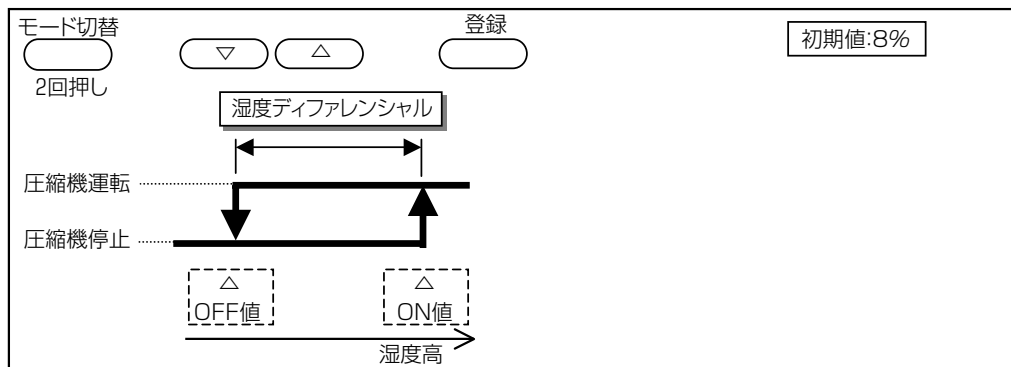 モード切替
登録
初期値:8%
▽
△
2回押し
湿度ディファレンシャル
圧縮機運転
圧縮機停止
△
OFF値
△
ON値
湿度高